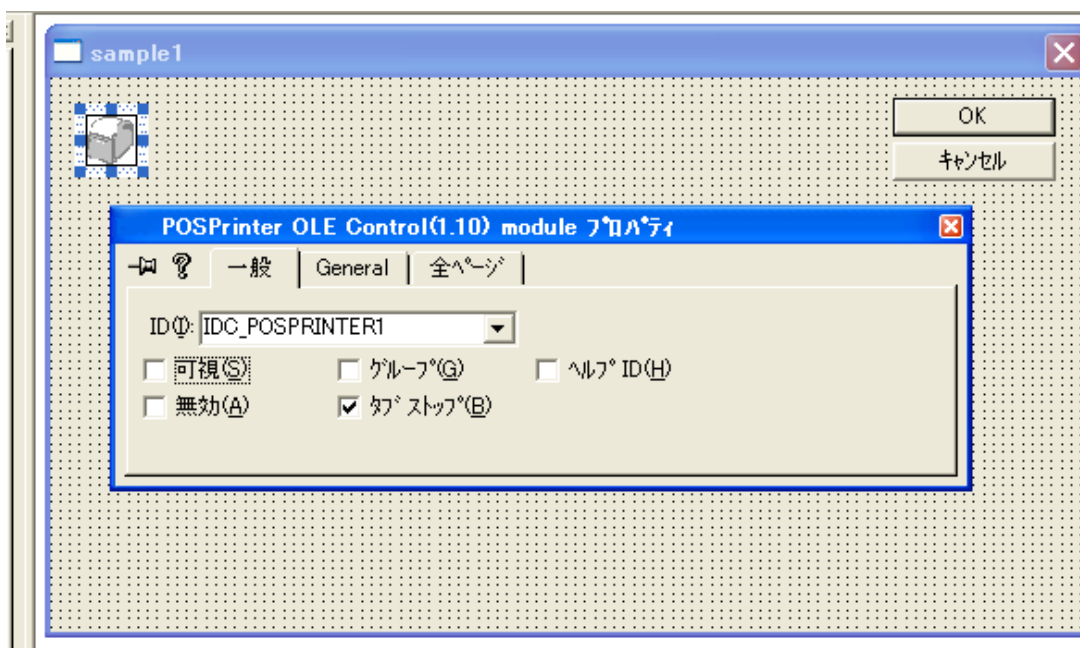 sample1
OK
ｷｬﾝｾﾙ
POSPrinter OLE Control(1.10) module ﾌﾟﾛﾊﾟﾃｨ
一般
General
全ﾍﾟｰｼﾞ
ID(I): IDC_POSPRINTER1
可視(S)
ｸﾞﾙｰﾌﾟ(G)
ﾍﾙﾌﾟ ID(H)
無効(A)
ﾀﾌﾞ ｽﾄｯﾌﾟ(B)